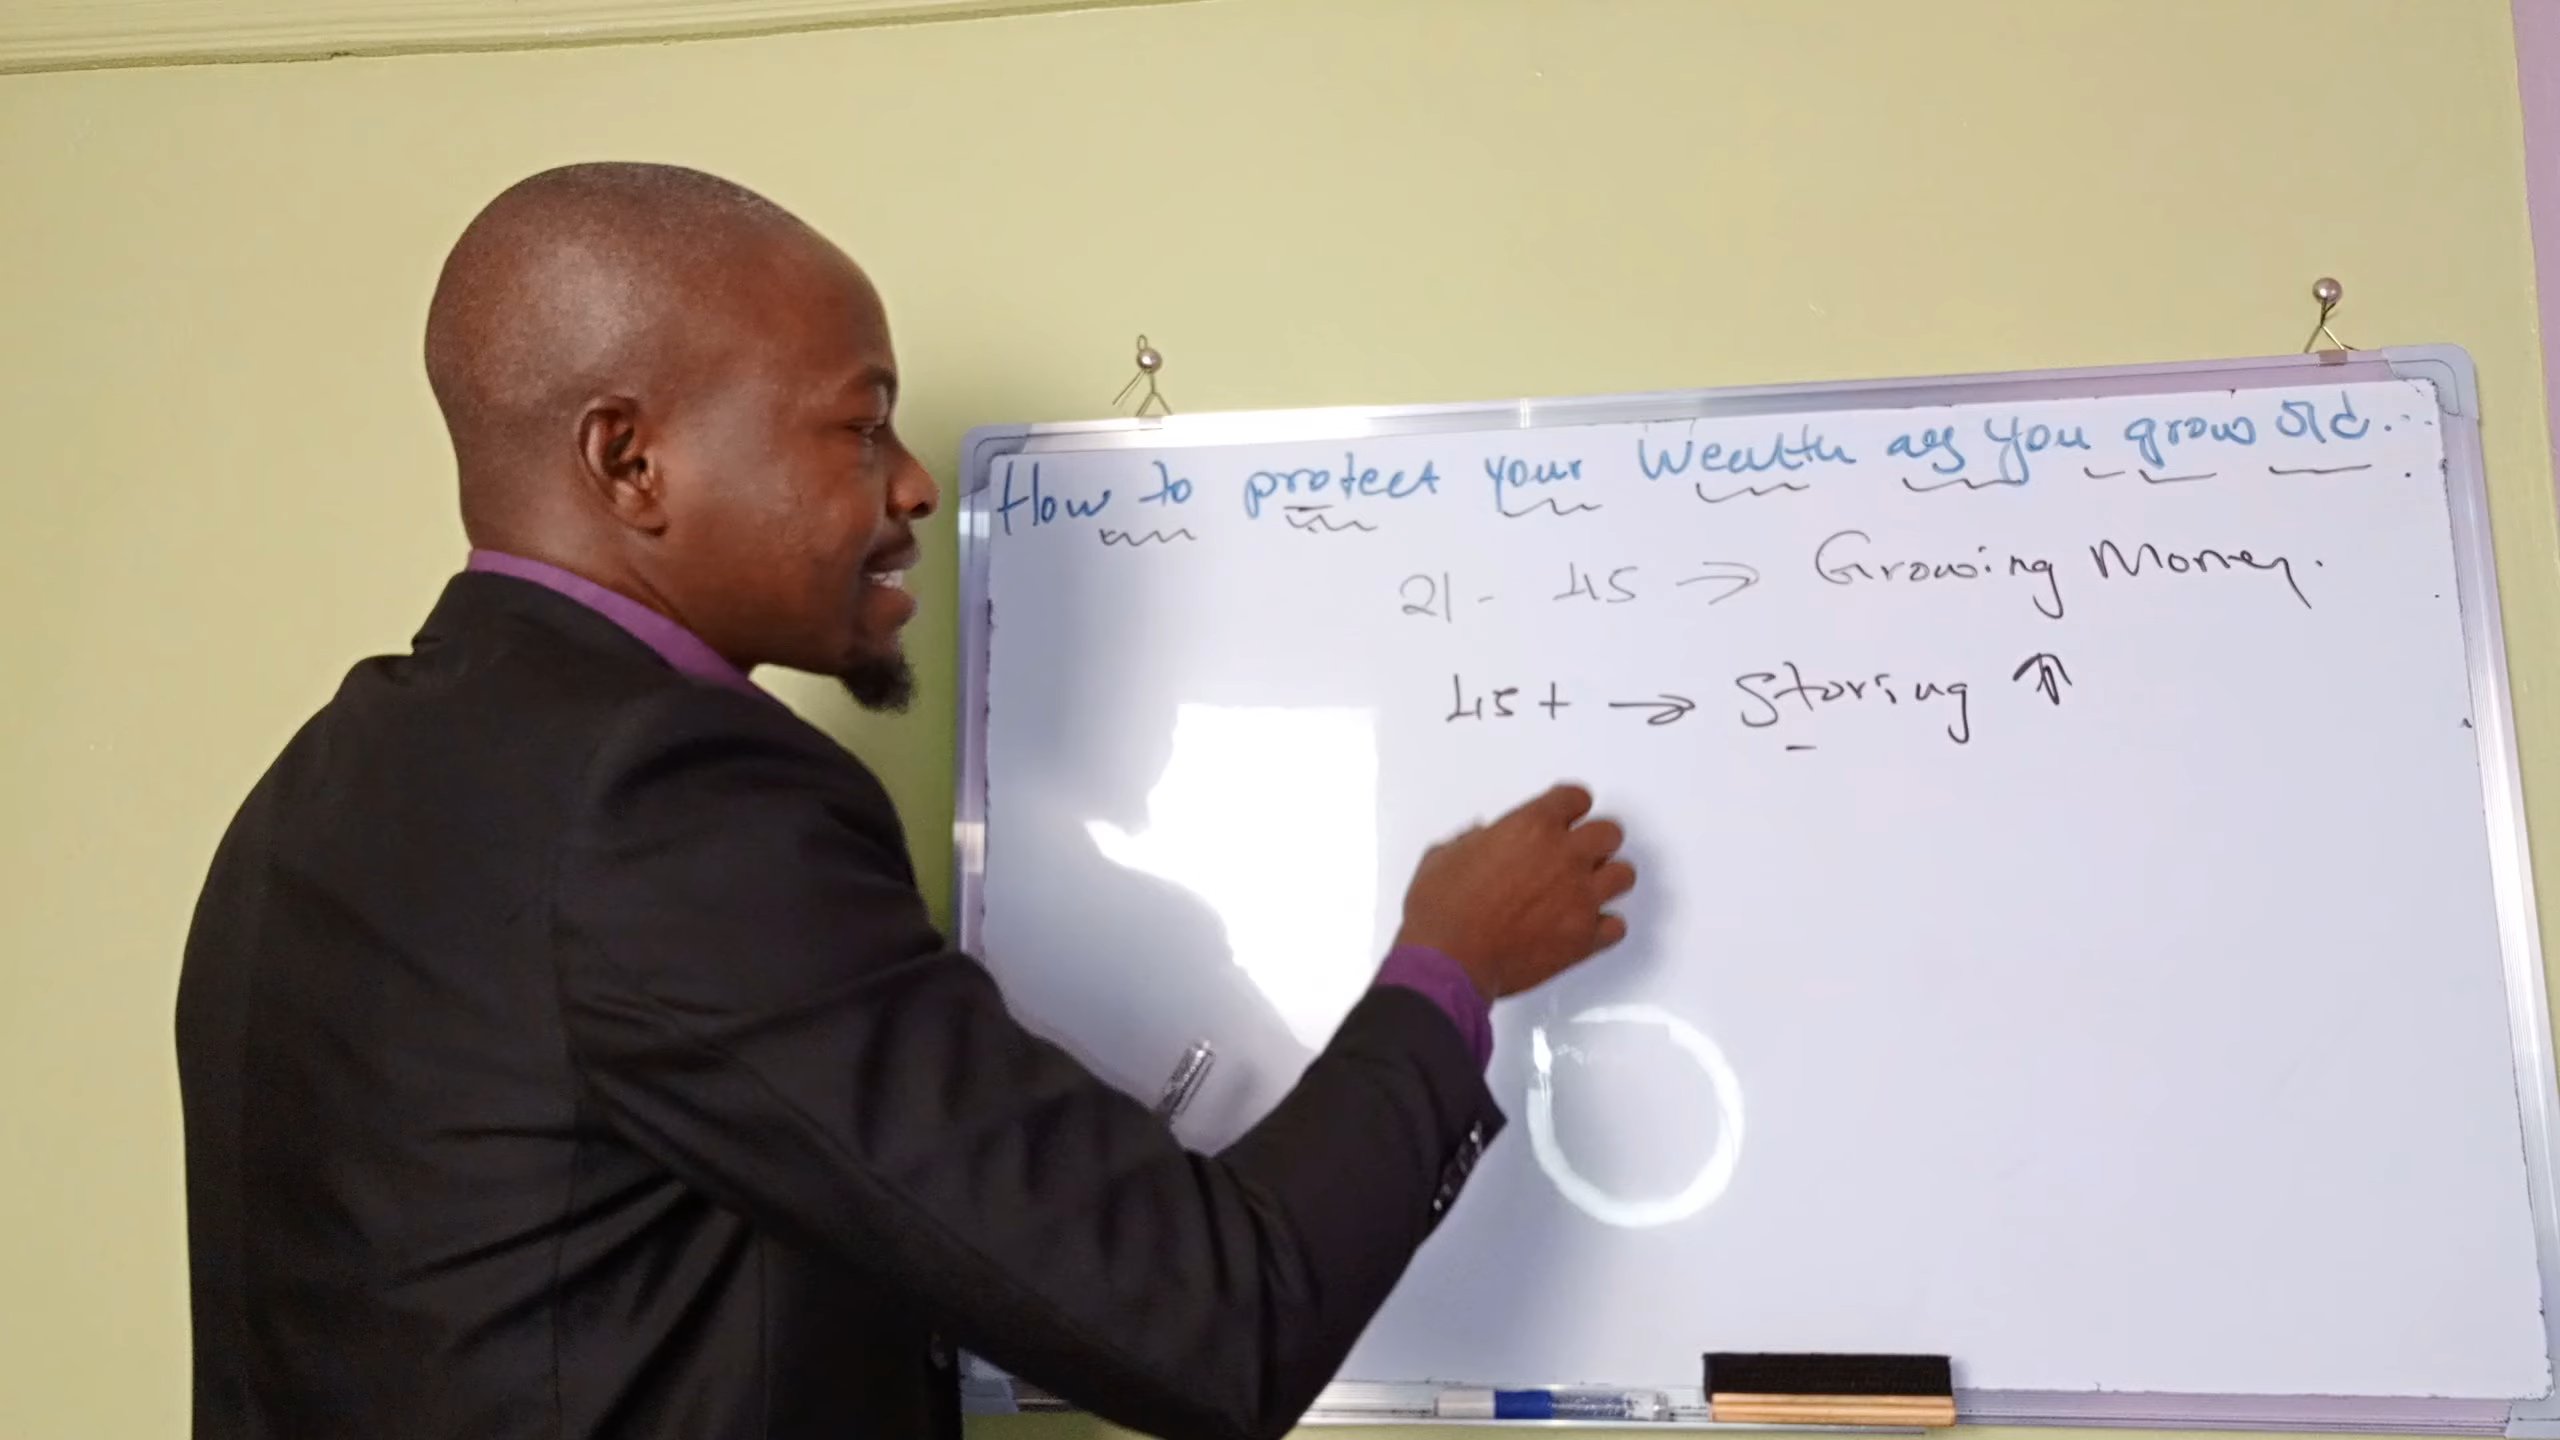 How to protect your Wealth as you grow old...
21 - 45 → Growing Money.
45+ → Storing ↑